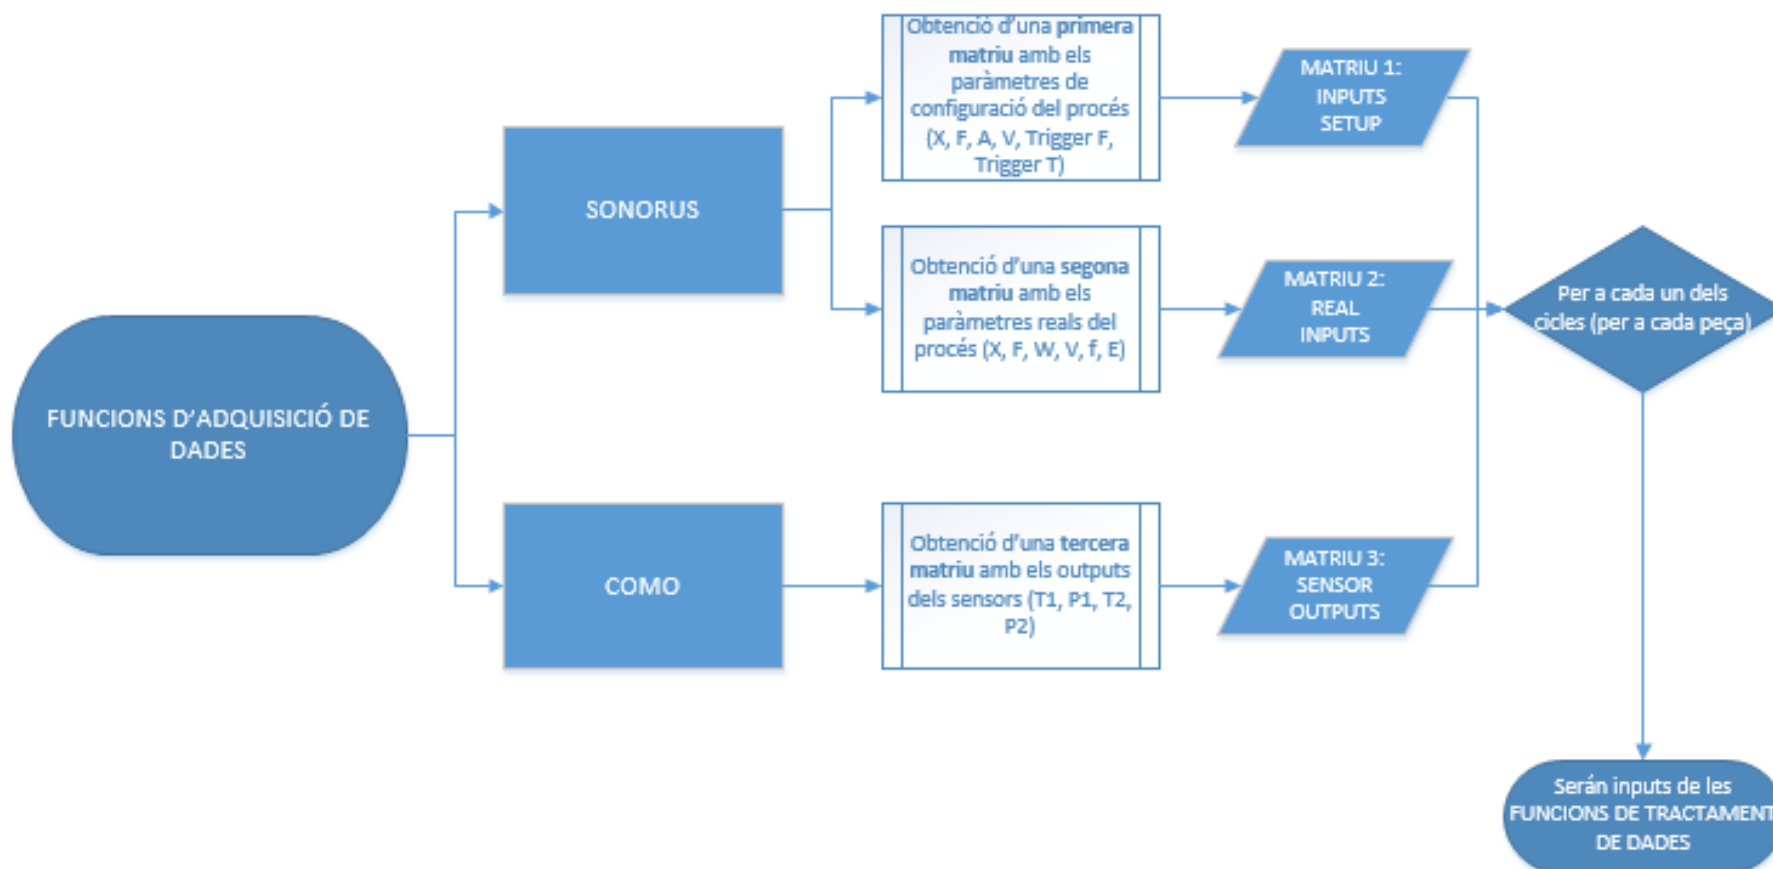 FUNCIONS D'ADQUISICIÓ DE
DADES
SONORUS
COMO
Obtenció d'una primera
matriu amb els
paràmetres de
configuració del procés
(X, F, A, V, Trigger F,
Trigger T)
Obtenció d'una segona
matriu amb els
paràmetres reals del
procés (X, F, W, V, f, E)
Obtenció d'una tercera
matriu amb els outputs
dels sensors (T1, P1, T2,
P2)
MATRIU 1:
INPUTS
SETUP
MATRIU 2:
REAL
INPUTS
MATRIU 3:
SENSOR
OUTPUTS
Per a cada un dels
cicles (per a cada peça)
Serán inputs de les
FUNCIONS DE TRACTAMENT
DE DADES